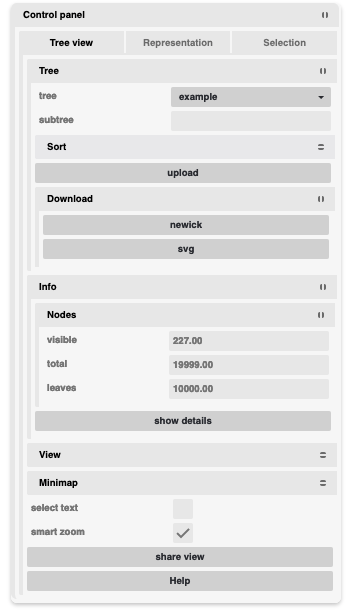 Control panel
Tree view Representation Selection
Tree
tree example
subtree
Sort
upload
Download
newick
svg
Info
Nodes
visible 227.00
total 19999.00
leaves 10000.00
show details
View
Minimap
select text
smart zoom
share view
Help